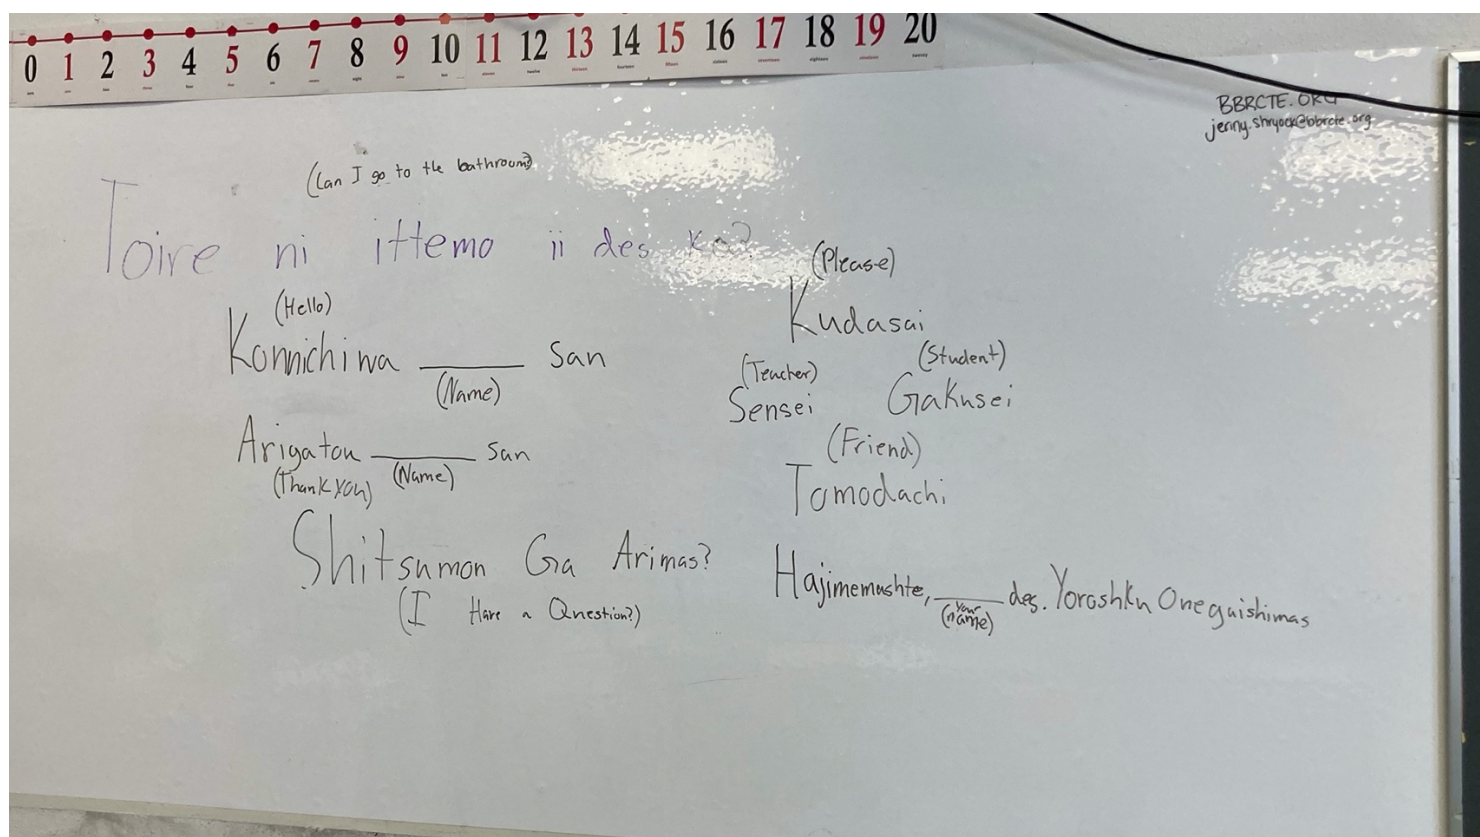 0 1 2 3 4 5 6 7 8 9 10 11 12 13 14 15 16 17 18 19 20
BBRCTE.ORG
jenny.shryock@bbrcte.org
(Can I go to the bathroom?)
Toire ni ittemo ii des ka?
(Hello)
Konnichiwa ______ San
(Name)
Arigatou ______ San
(Thank you) (Name)
Shitsumon Ga Arimas?
(I Have a Question?)
(Please)
Kudasai
(Teacher) (Student)
Sensei Gakusei
(Friend)
Tomodachi
Hajimemashte, ______ des. Yoroshku Onegaishimas
(your name)